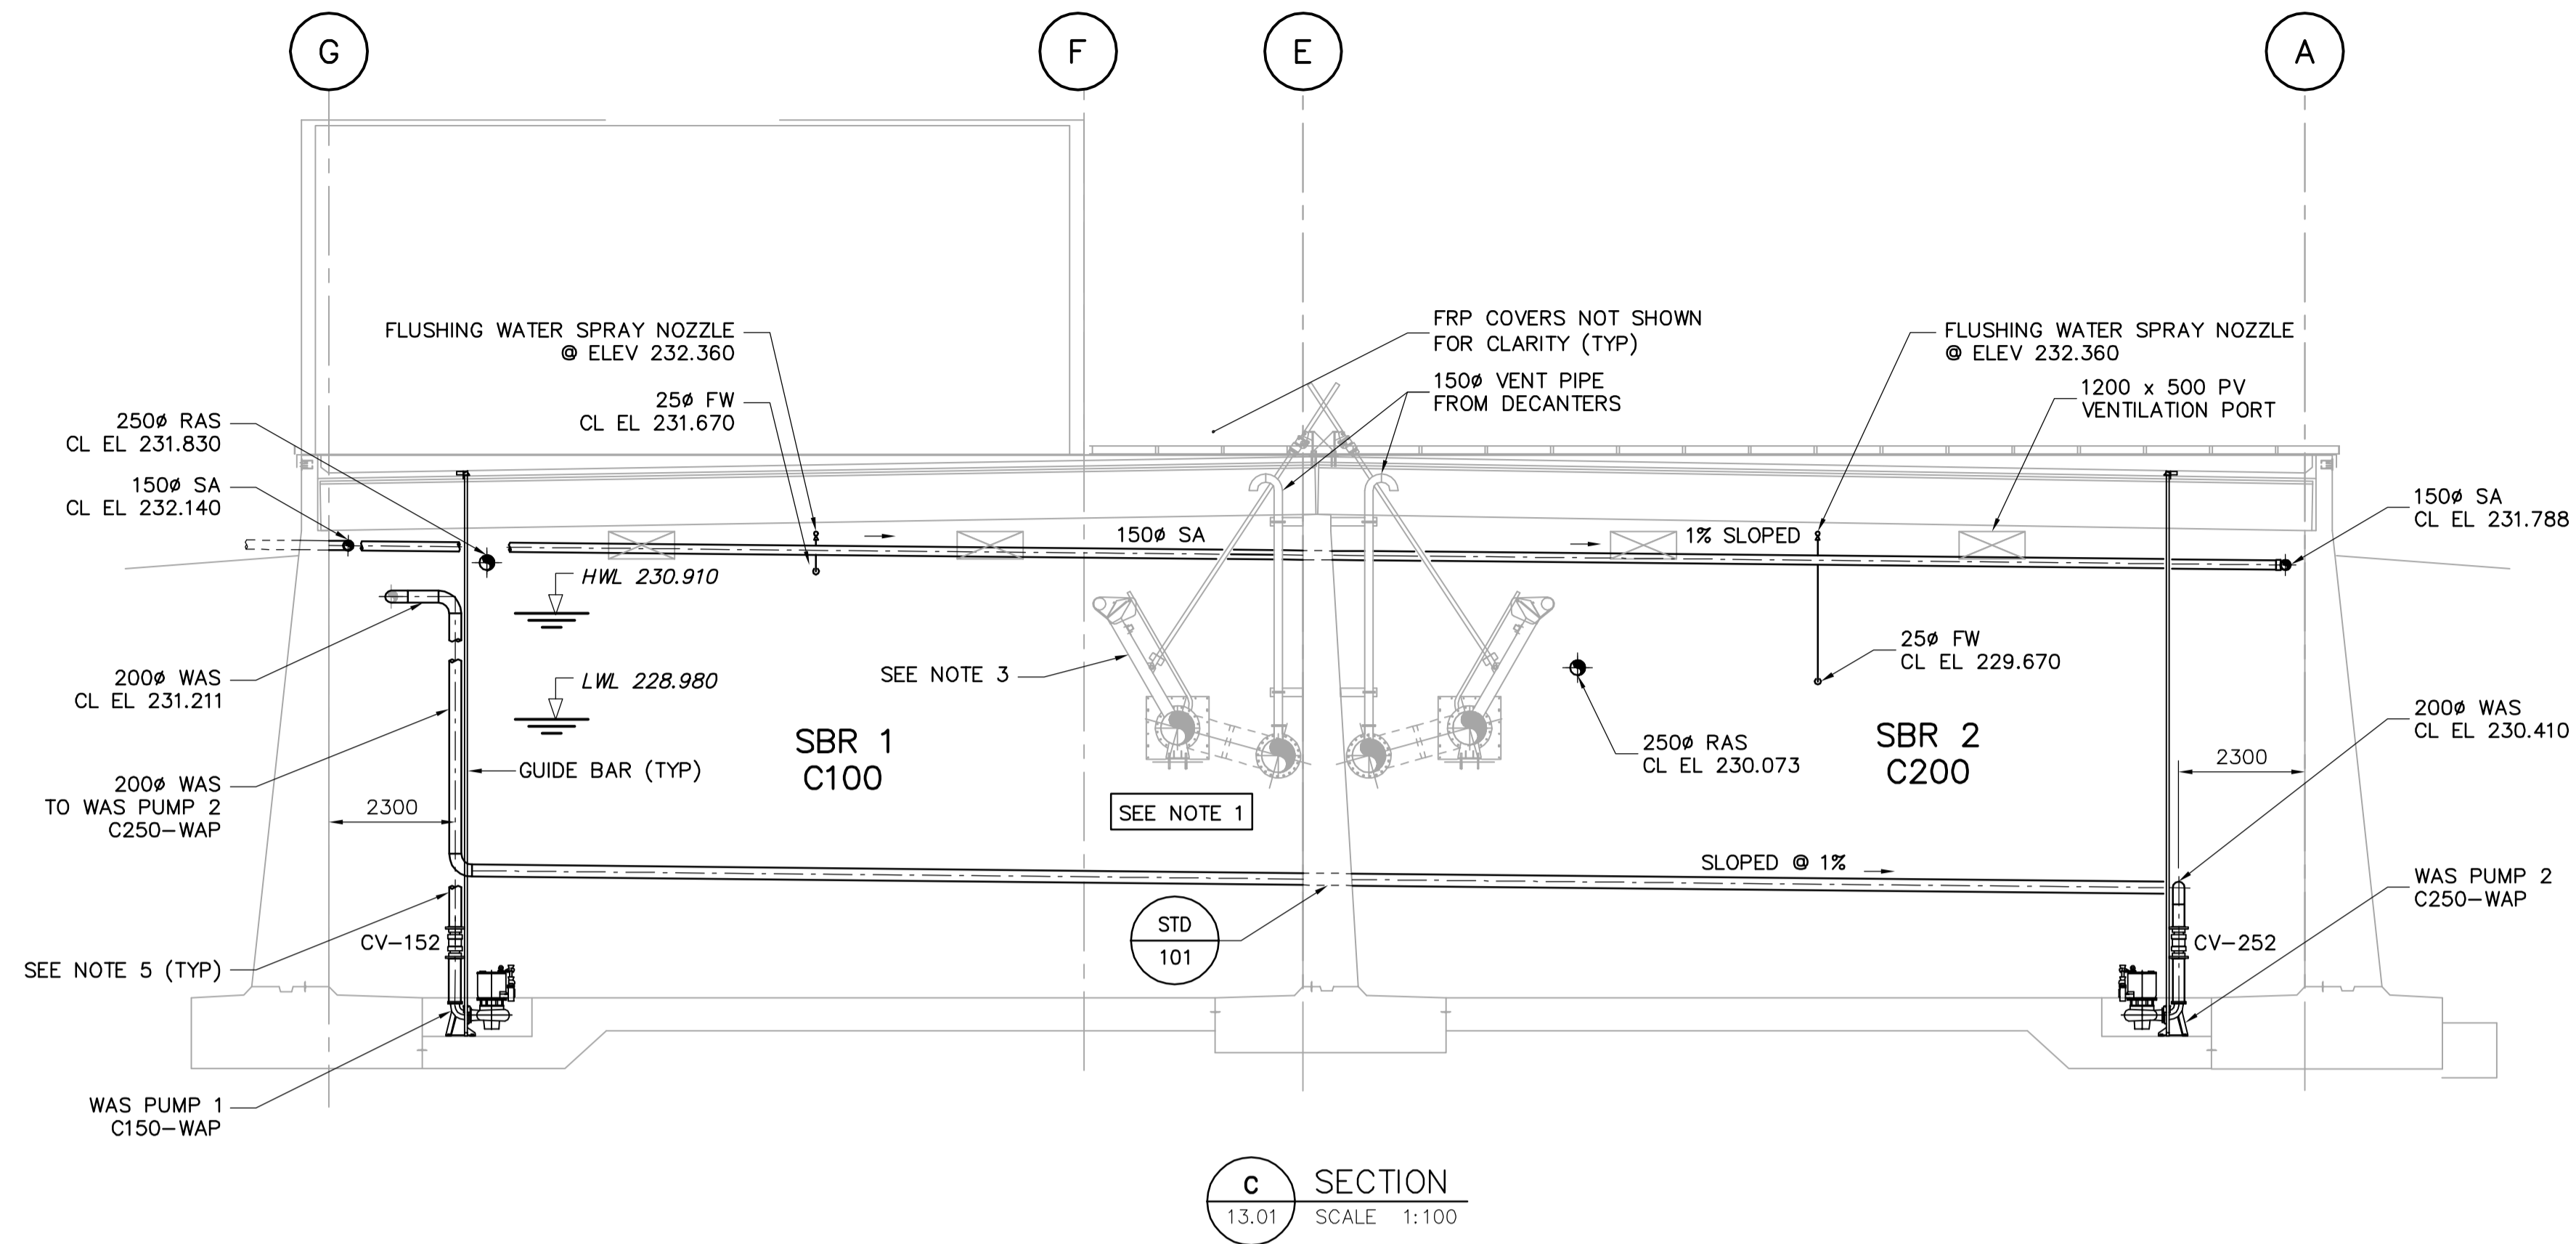 G
F
E
A
FLUSHING WATER SPRAY NOZZLE
@ ELEV 232.360
25ø FW
CL EL 231.670
250ø RAS
CL EL 231.830
150ø SA
CL EL 232.140
FRP COVERS NOT SHOWN
FOR CLARITY (TYP)
150ø VENT PIPE
FROM DECANTERS
FLUSHING WATER SPRAY NOZZLE
@ ELEV 232.360
1200 x 500 PV
VENTILATION PORT
150ø SA
CL EL 231.788
150ø SA
1% SLOPED
HWL 230.910
200ø WAS
CL EL 231.211
LWL 228.980
SEE NOTE 3
25ø FW
CL EL 229.670
200ø WAS
TO WAS PUMP 2
C250-WAP
GUIDE BAR (TYP)
2300
SBR 1
C100
SEE NOTE 1
250ø RAS
CL EL 230.073
SBR 2
C200
200ø WAS
CL EL 230.410
2300
SLOPED @ 1%
WAS PUMP 2
C250-WAP
STD
101
CV-152
CV-252
SEE NOTE 5 (TYP)
WAS PUMP 1
C150-WAP
C
13.01
SECTION
SCALE 1:100